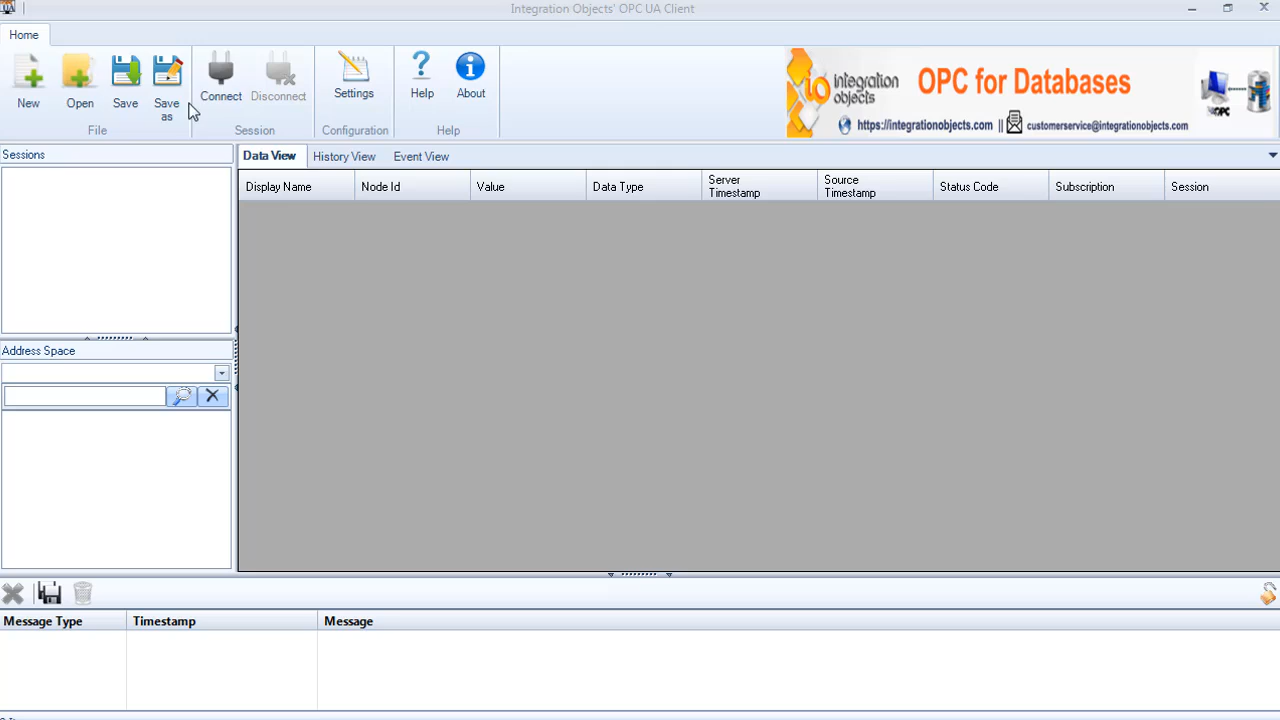 UA
Integration Objects' OPC UA Client
Home
New
Open
Save
Save as
Connect
Disconnect
Settings
Help
About
File
Session
Configuration
Help
io integration objects
OPC for Databases
OPC
https://integrationobjects.com || customerservice@integrationobjects.com
Sessions
Data View
History View
Event View
Display Name
Node Id
Value
Data Type
Server Timestamp
Source Timestamp
Status Code
Subscription
Session
Address Space
Message Type
Timestamp
Message